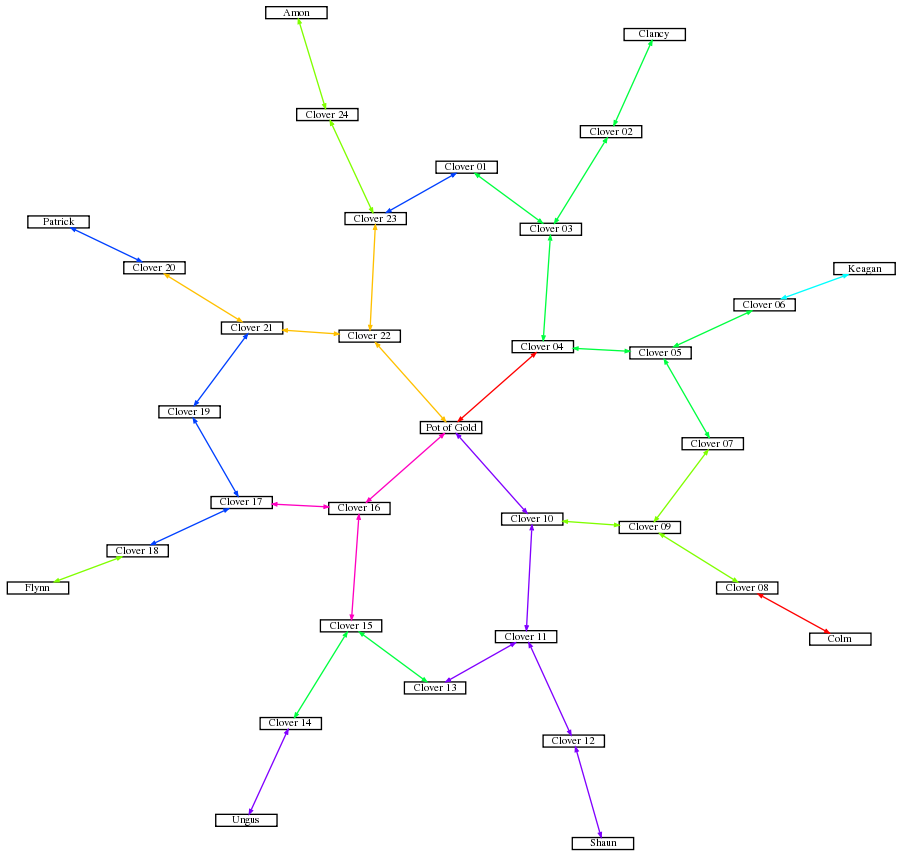 Amon
Clancy
Clover 24
Clover 02
Clover 01
Clover 23
Patrick
Clover 03
Clover 20
Keagan
Clover 06
Clover 21
Clover 22
Clover 04
Clover 05
Clover 19
Pot of Gold
Clover 07
Clover 17
Clover 16
Clover 10
Clover 09
Clover 18
Flynn
Clover 08
Clover 15
Clover 11
Colm
Clover 13
Clover 14
Clover 12
Ungus
Shaun